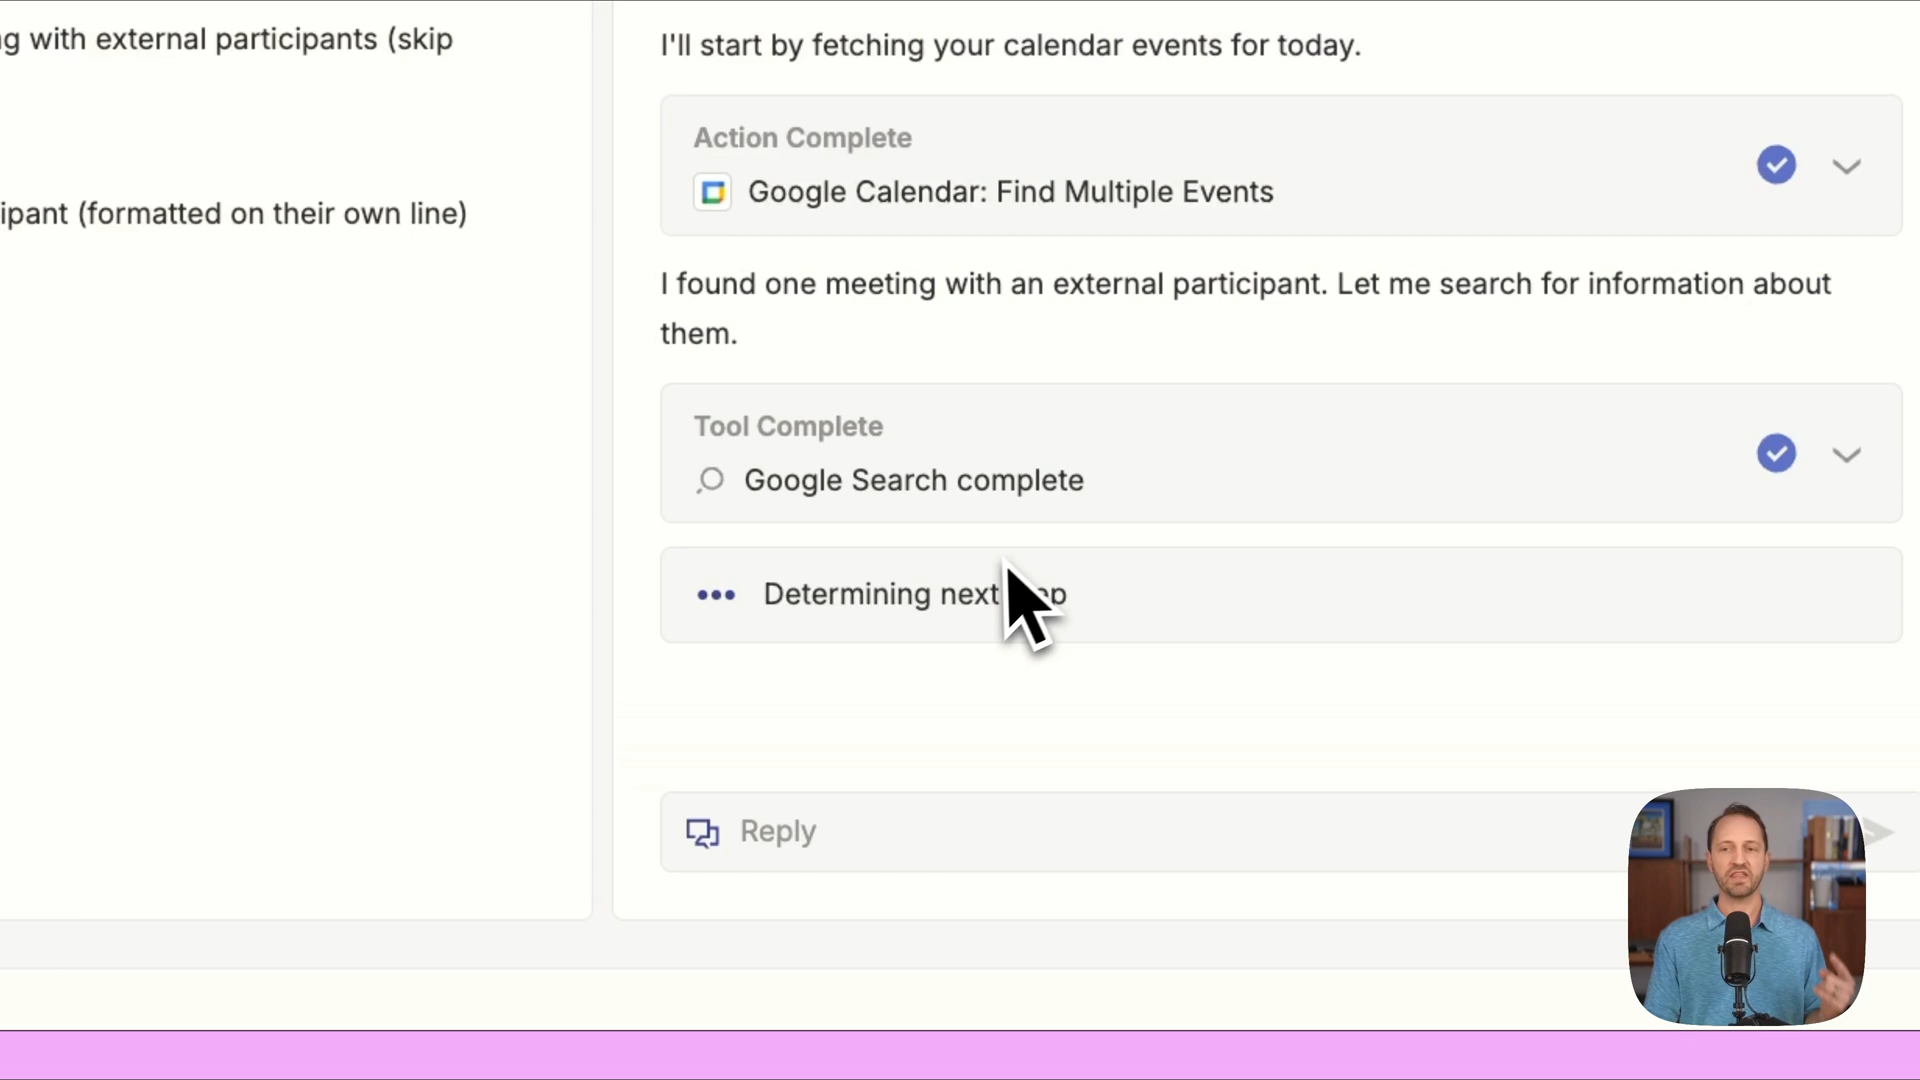 ng with external participants (skip
ipant (formatted on their own line)
I'll start by fetching your calendar events for today.
Action Complete
Google Calendar: Find Multiple Events
I found one meeting with an external participant. Let me search for information about
them.
Tool Complete
Google Search complete
Determining next
Reply